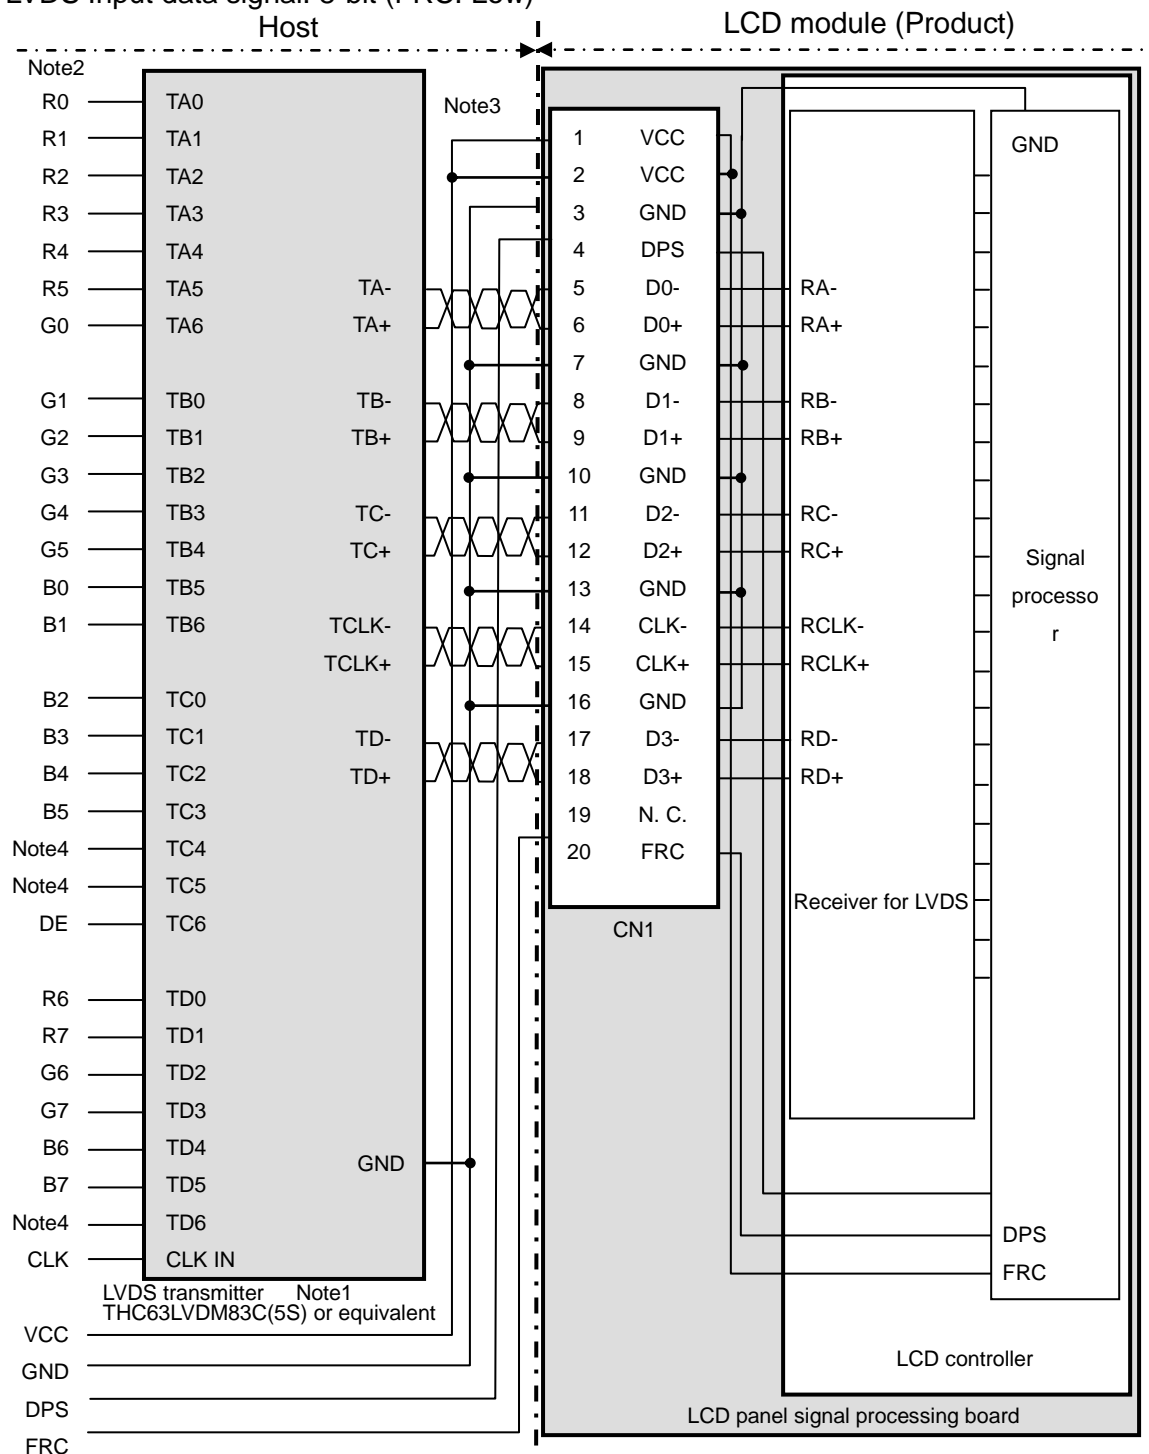 LVDS input data signal: 8-bit (FRC: Low)
Host
LCD module (Product)
Note2
Note3
R0 TA0
R1 TA1
R2 TA2
R3 TA3
R4 TA4
R5 TA5 TA-
G0 TA6 TA+
G1 TB0 TB-
G2 TB1 TB+
G3 TB2
G4 TB3 TC-
G5 TB4 TC+
B0 TB5
B1 TB6 TCLK-
TCLK+
B2 TC0
B3 TC1 TD-
B4 TC2 TD+
B5 TC3
Note4 TC4
Note4 TC5
DE TC6
R6 TD0
R7 TD1
G6 TD2
G7 TD3
B6 TD4
GND
B7 TD5
Note4 TD6
CLK CLK IN
LVDS transmitter Note1
THC63LVDM83C(5S) or equivalent
VCC
GND
DPS
FRC
1 VCC
2 VCC
3 GND
4 DPS
5 D0-
6 D0+
7 GND
8 D1-
9 D1+
10 GND
11 D2-
12 D2+
13 GND
14 CLK-
15 CLK+
16 GND
17 D3-
18 D3+
19 N. C.
20 FRC
CN1
RA-
RA+
RB-
RB+
RC-
RC+
RCLK-
RCLK+
RD-
RD+
Receiver for LVDS
GND
Signal
processo
r
DPS
FRC
LCD controller
LCD panel signal processing board